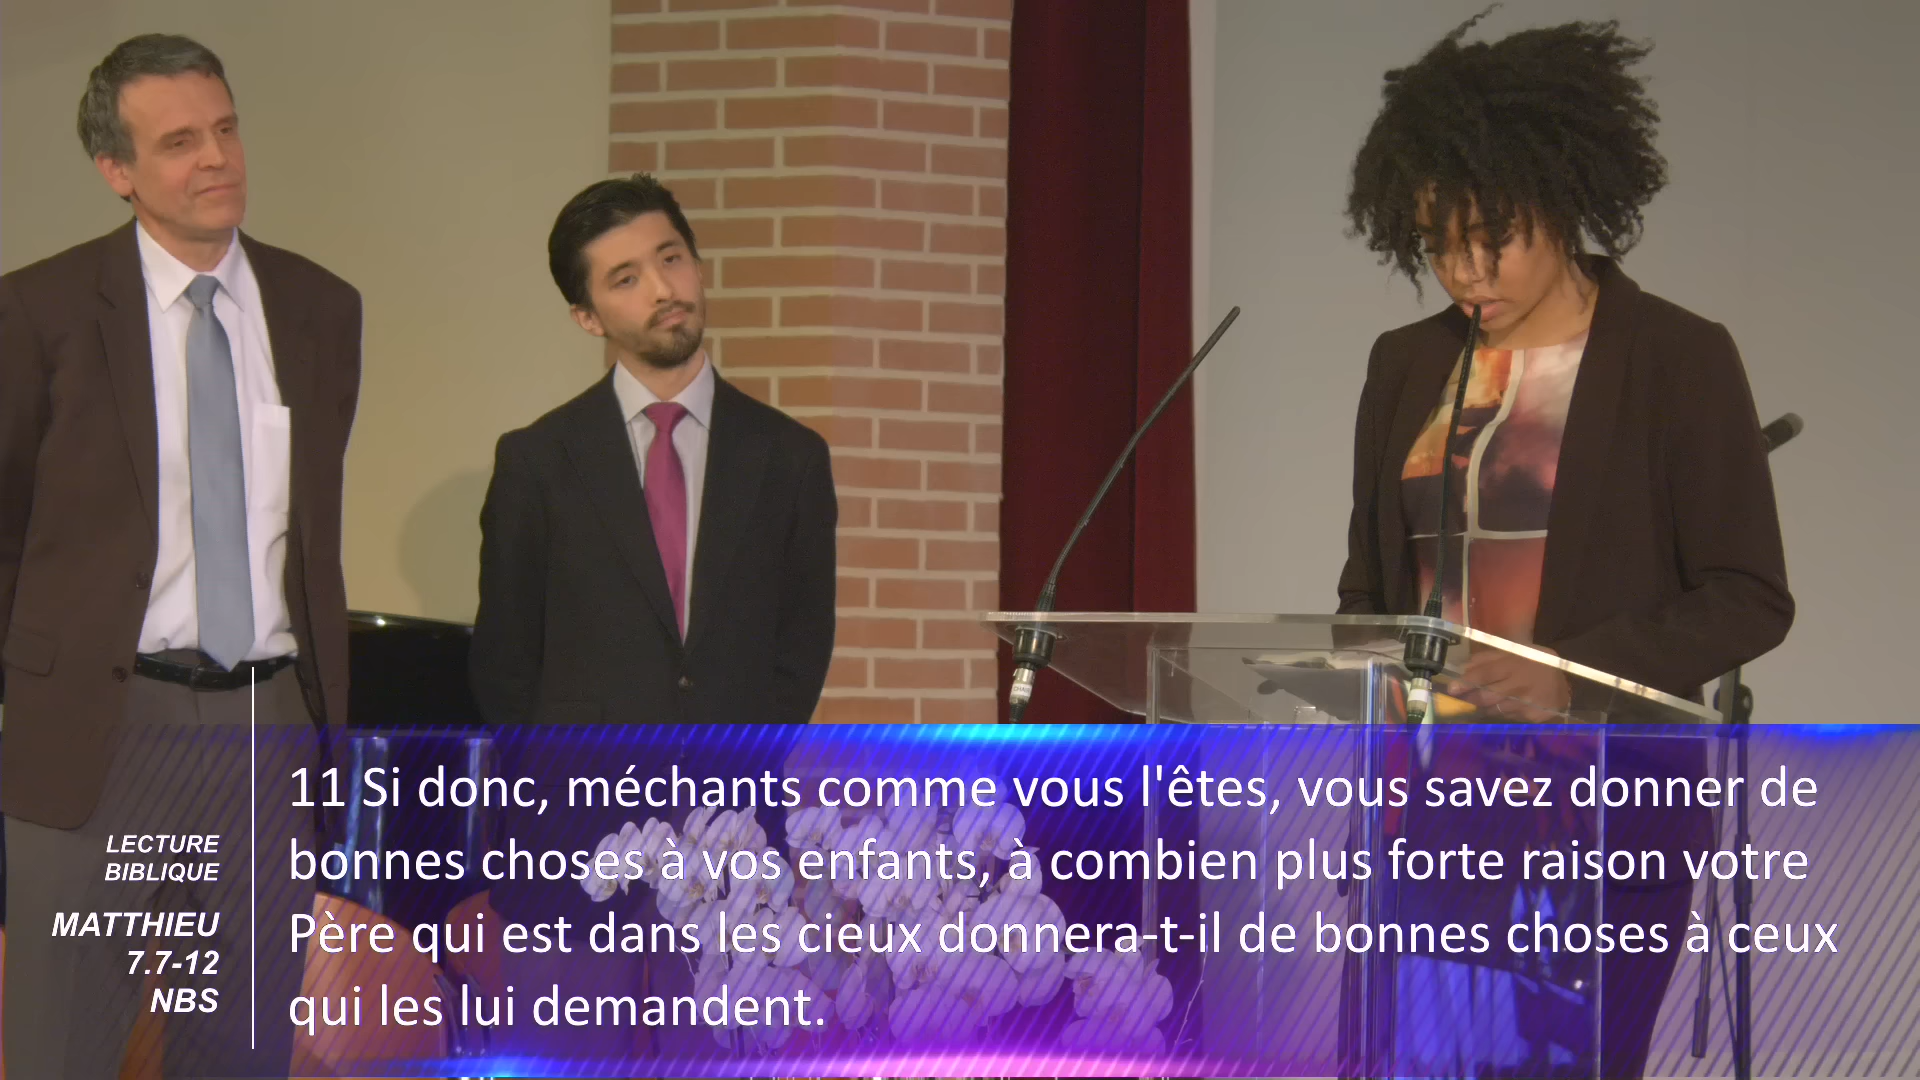 LECTURE
BIBLIQUE
MATTHIEU
7.7-12
NBS
11 Si donc, méchants comme vous l'êtes, vous savez donner de
bonnes choses à vos enfants, à combien plus forte raison votre
Père qui est dans les cieux donnera-t-il de bonnes choses à ceux
qui les lui demandent.